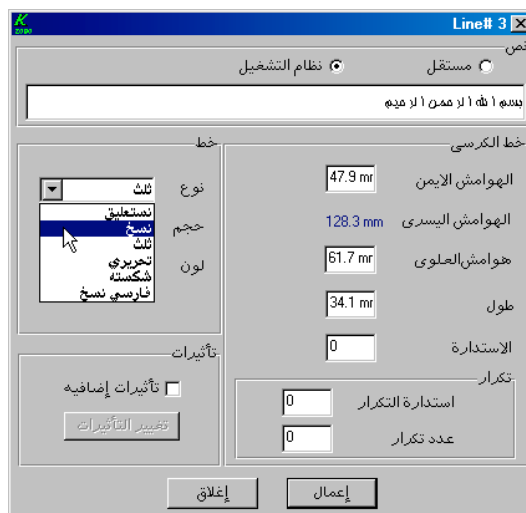 K 2000
Line# 3
نص
مستقل
نظام التشغيل
بسم الله الرحمن الرحيم
خط الكرسى
الهوامش الايمن
47.9 mr
الهوامش اليسرى
128.3 mm
هوامش العلوى
61.7 mr
طول
34.1 mr
الاستدارة
0
تكرار
استدارة التكرار
0
عدد تكرار
0
خط
نوع
ثلث
حجم
لون
نستعليق
نسخ
ثلث
تحريري
شكسته
فارسي نسخ
تأثيرات
تأثيرات إضافيه
تغيير التأثيرات
إعمال
إغلاق